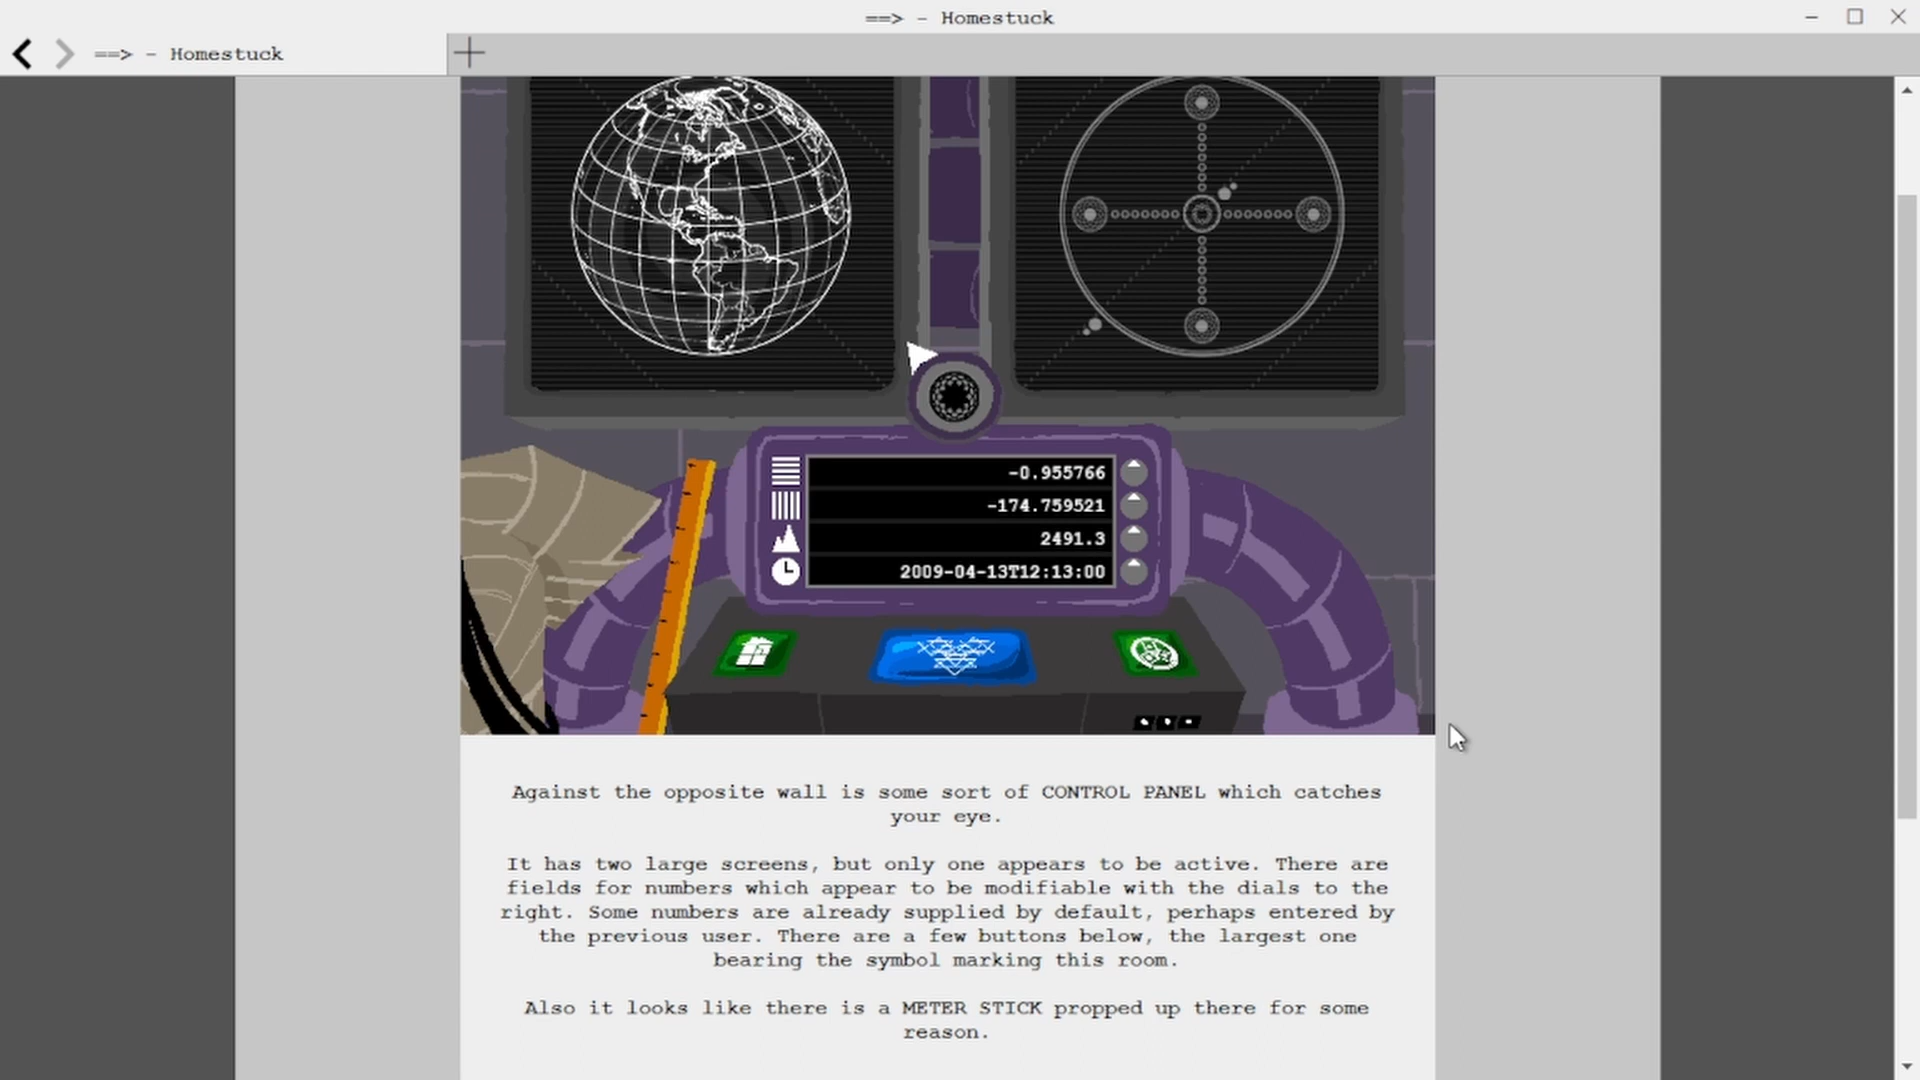 ==> - Homestuck
==> - Homestuck
-0.955766
-174.759521
2491.3
2009-04-13T12:13:00
Against the opposite wall is some sort of CONTROL PANEL which catches
your eye.
It has two large screens, but only one appears to be active. There are
fields for numbers which appear to be modifiable with the dials to the
right. Some numbers are already supplied by default, perhaps entered by
the previous user. There are a few buttons below, the largest one
bearing the symbol marking this room.
Also it looks like there is a METER STICK propped up there for some
reason.